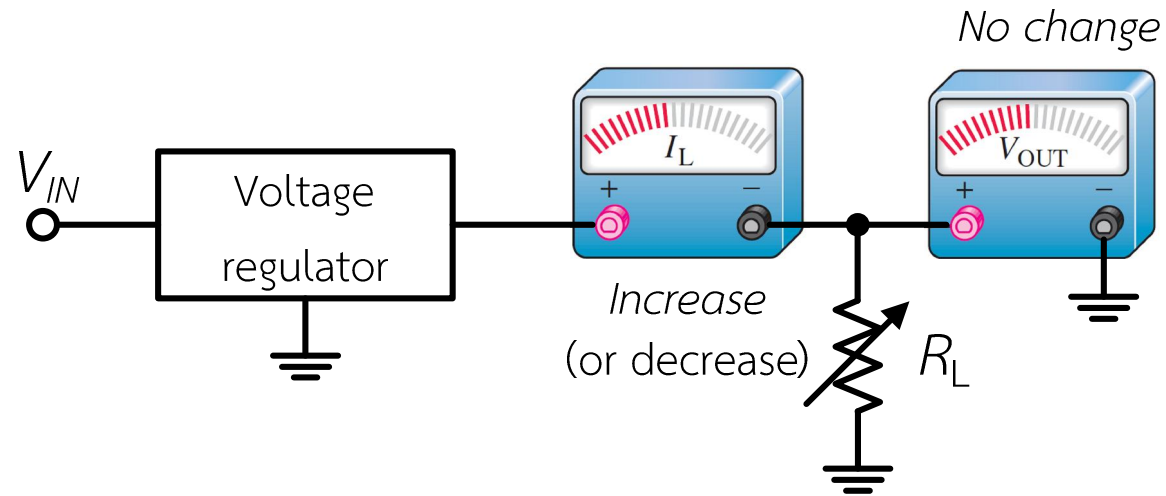 No change
V_IN
Voltage
regulator
I_L
+ −
V_OUT
+ −
Increase
(or decrease)
R_L